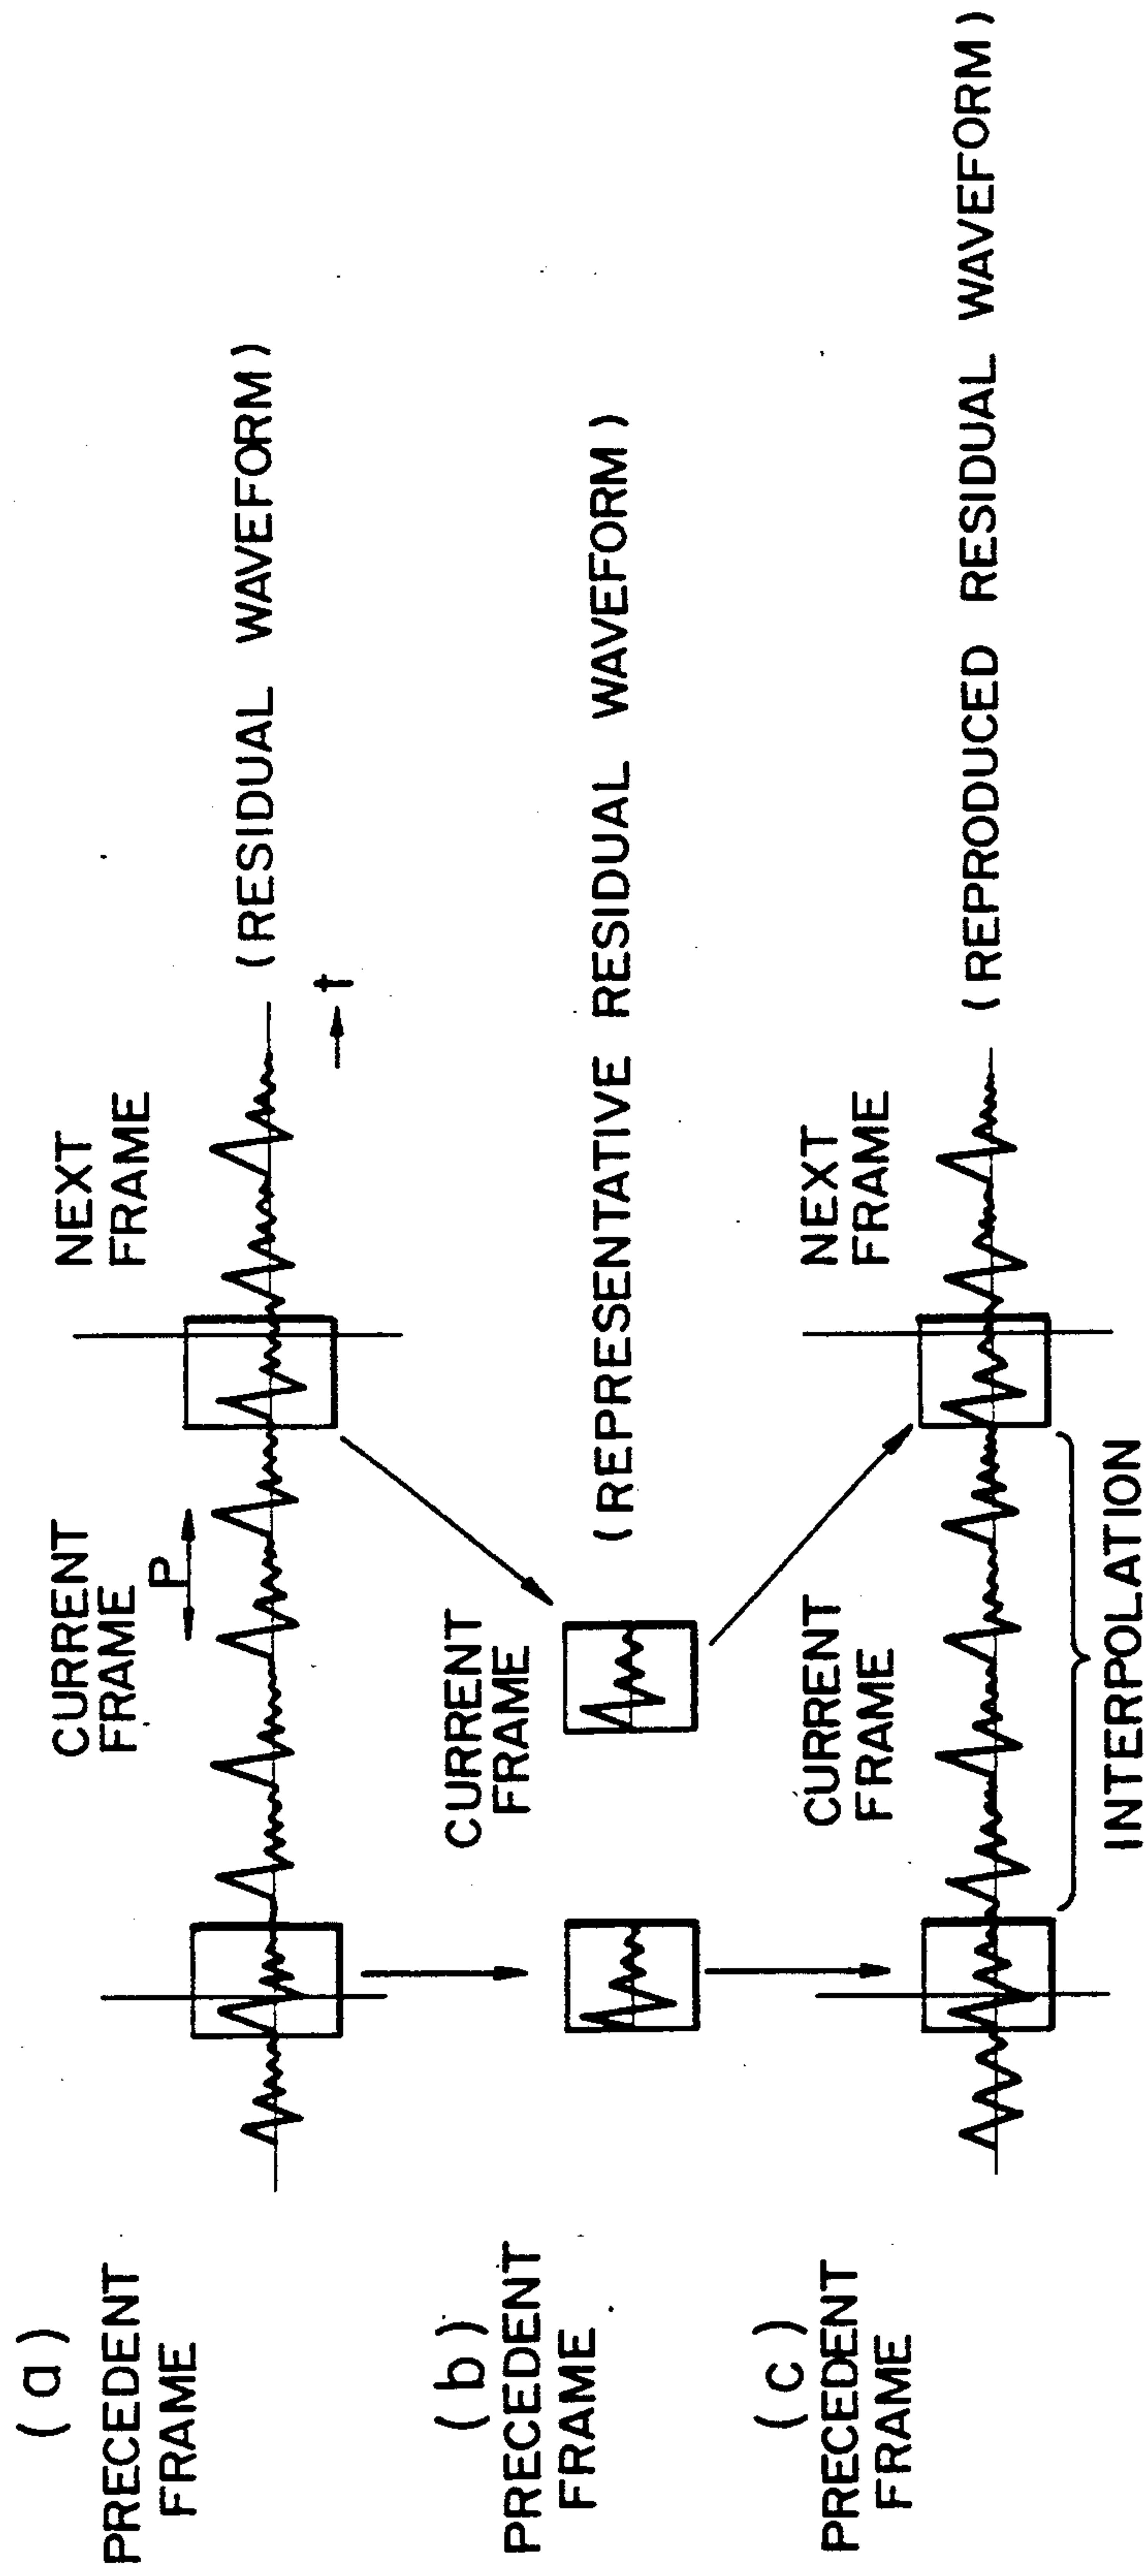 (a)
PRECEDENT
FRAME
CURRENT
FRAME
P
NEXT
FRAME
t
(RESIDUAL WAVEFORM)
(b)
PRECEDENT
FRAME
CURRENT
FRAME
(REPRESENTATIVE RESIDUAL WAVEFORM)
(c)
PRECEDENT
FRAME
CURRENT
FRAME
NEXT
FRAME
(REPRODUCED RESIDUAL WAVEFORM)
INTERPOLATION